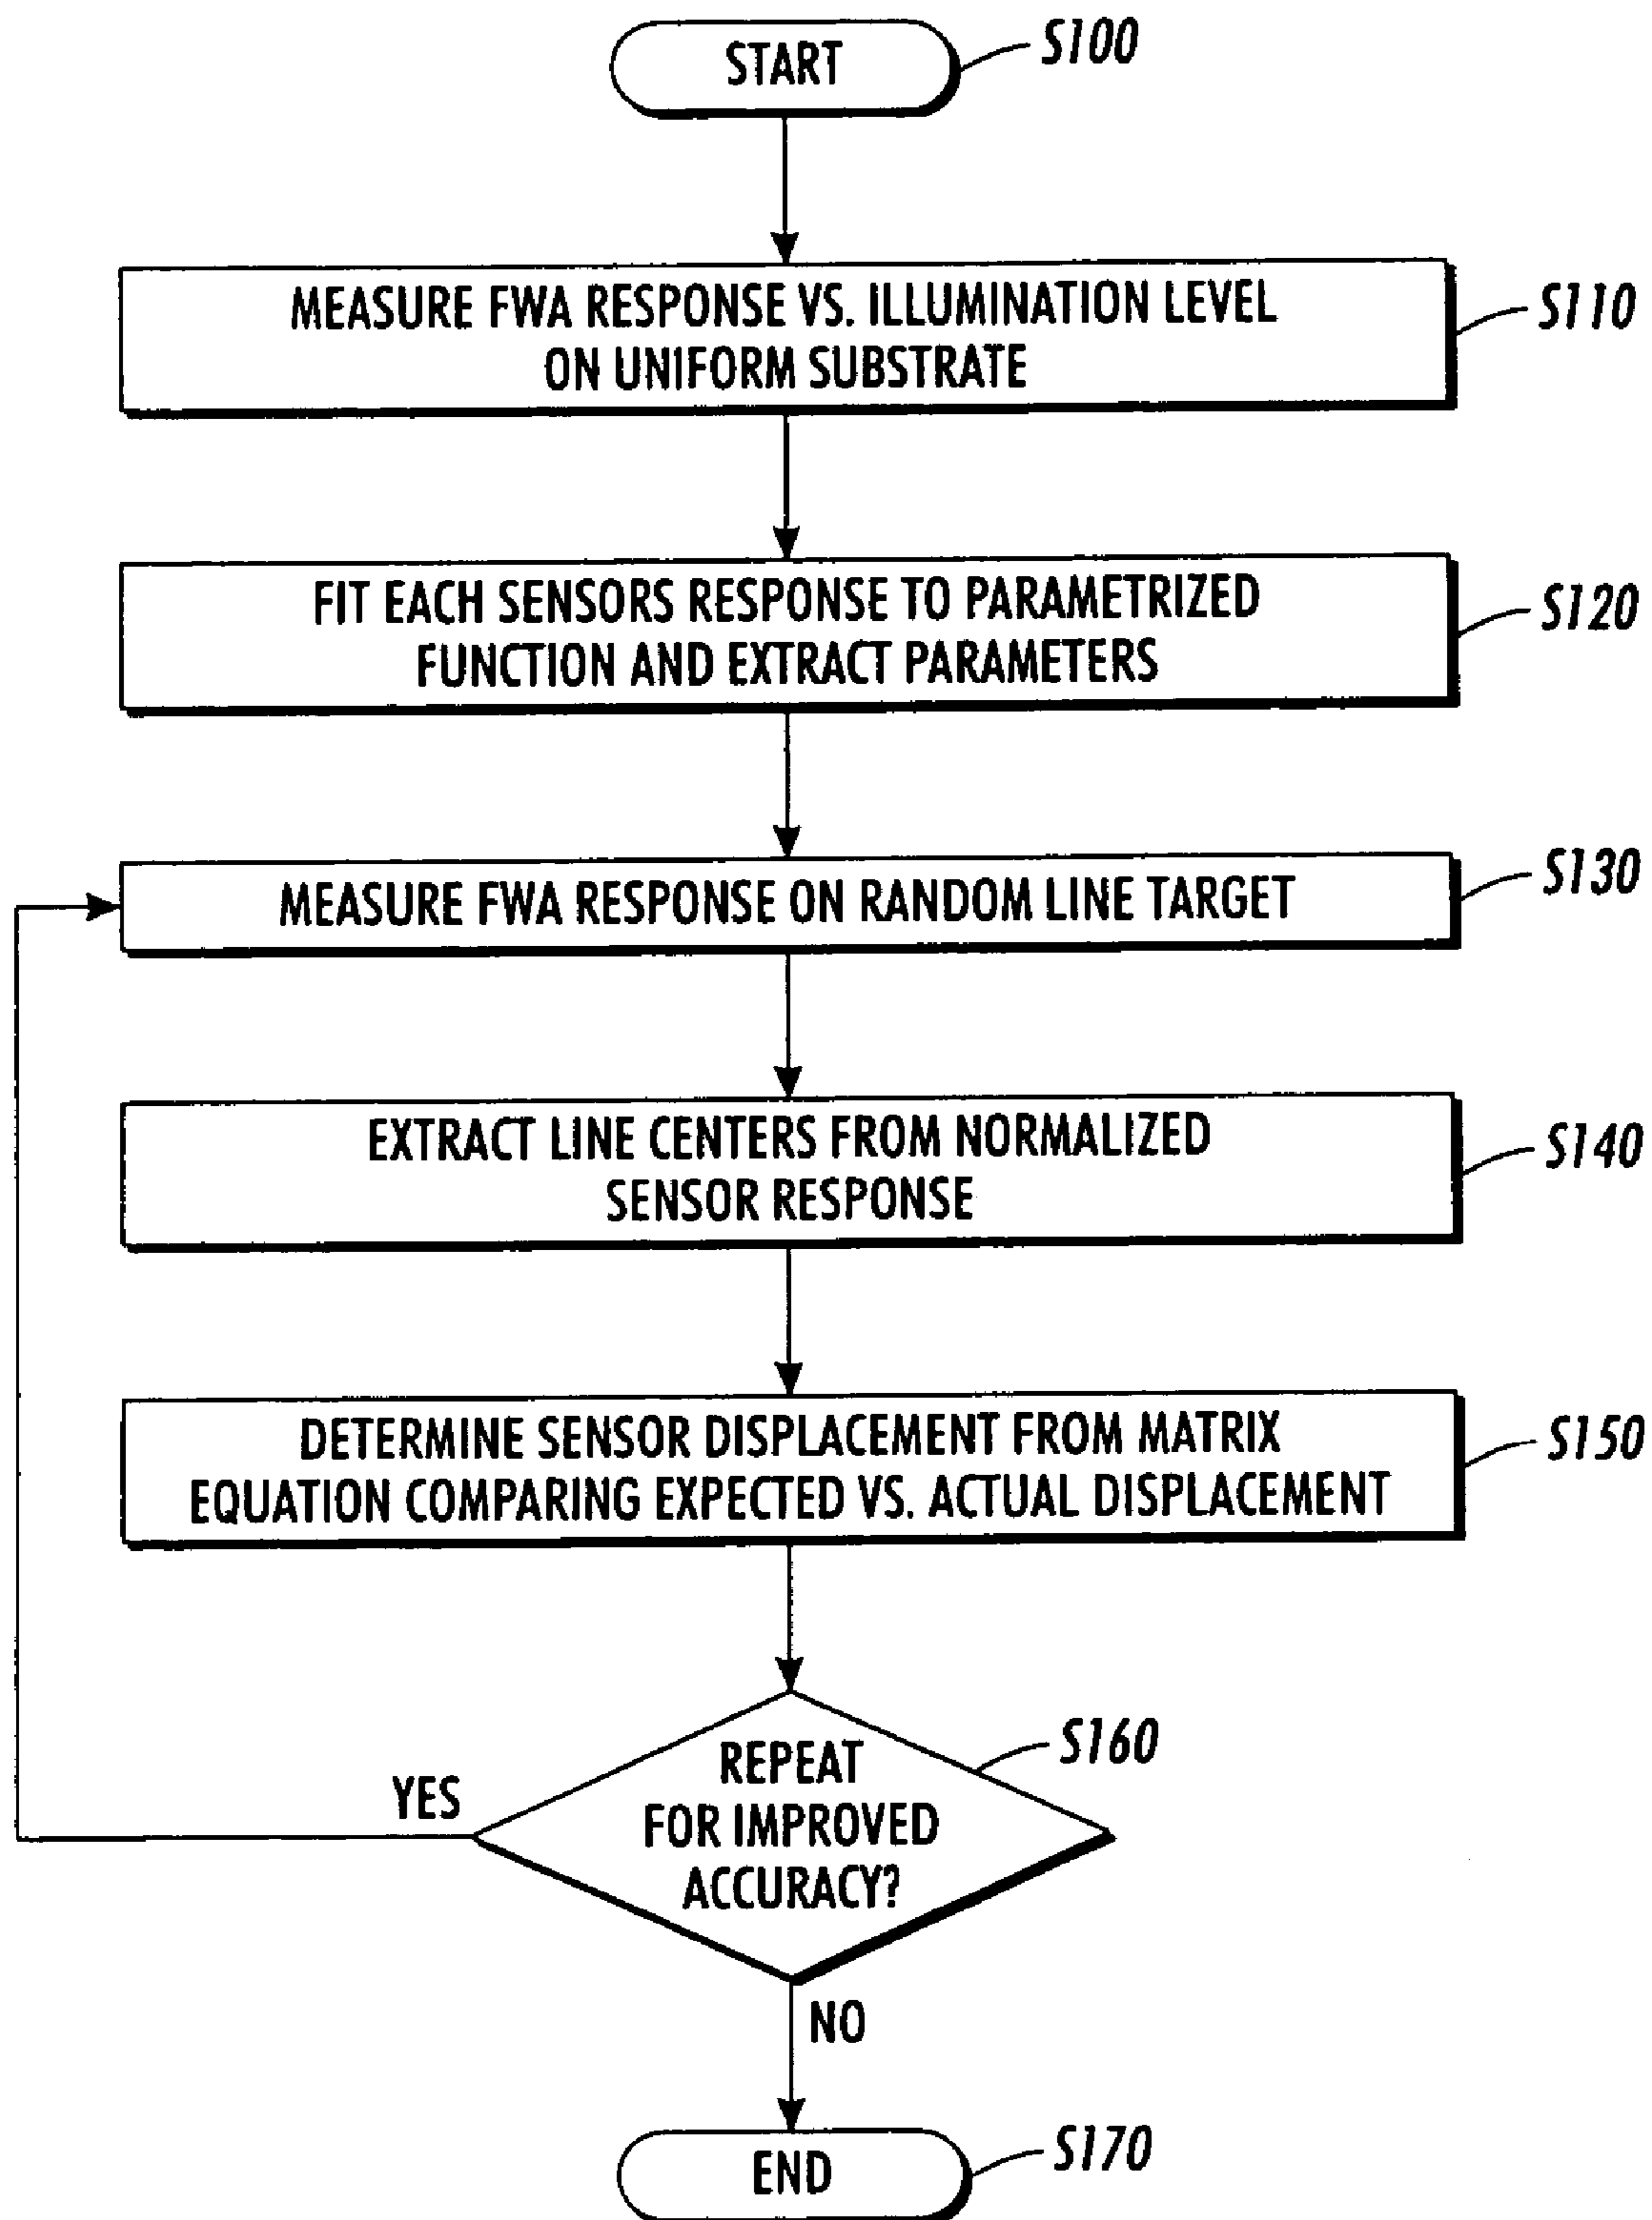 START
S100
MEASURE FWA RESPONSE VS. ILLUMINATION LEVEL
ON UNIFORM SUBSTRATE
S110
FIT EACH SENSORS RESPONSE TO PARAMETRIZED
FUNCTION AND EXTRACT PARAMETERS
S120
MEASURE FWA RESPONSE ON RANDOM LINE TARGET
S130
EXTRACT LINE CENTERS FROM NORMALIZED
SENSOR RESPONSE
S140
DETERMINE SENSOR DISPLACEMENT FROM MATRIX
EQUATION COMPARING EXPECTED VS. ACTUAL DISPLACEMENT
S150
REPEAT
FOR IMPROVED
ACCURACY?
S160
YES
NO
END
S170